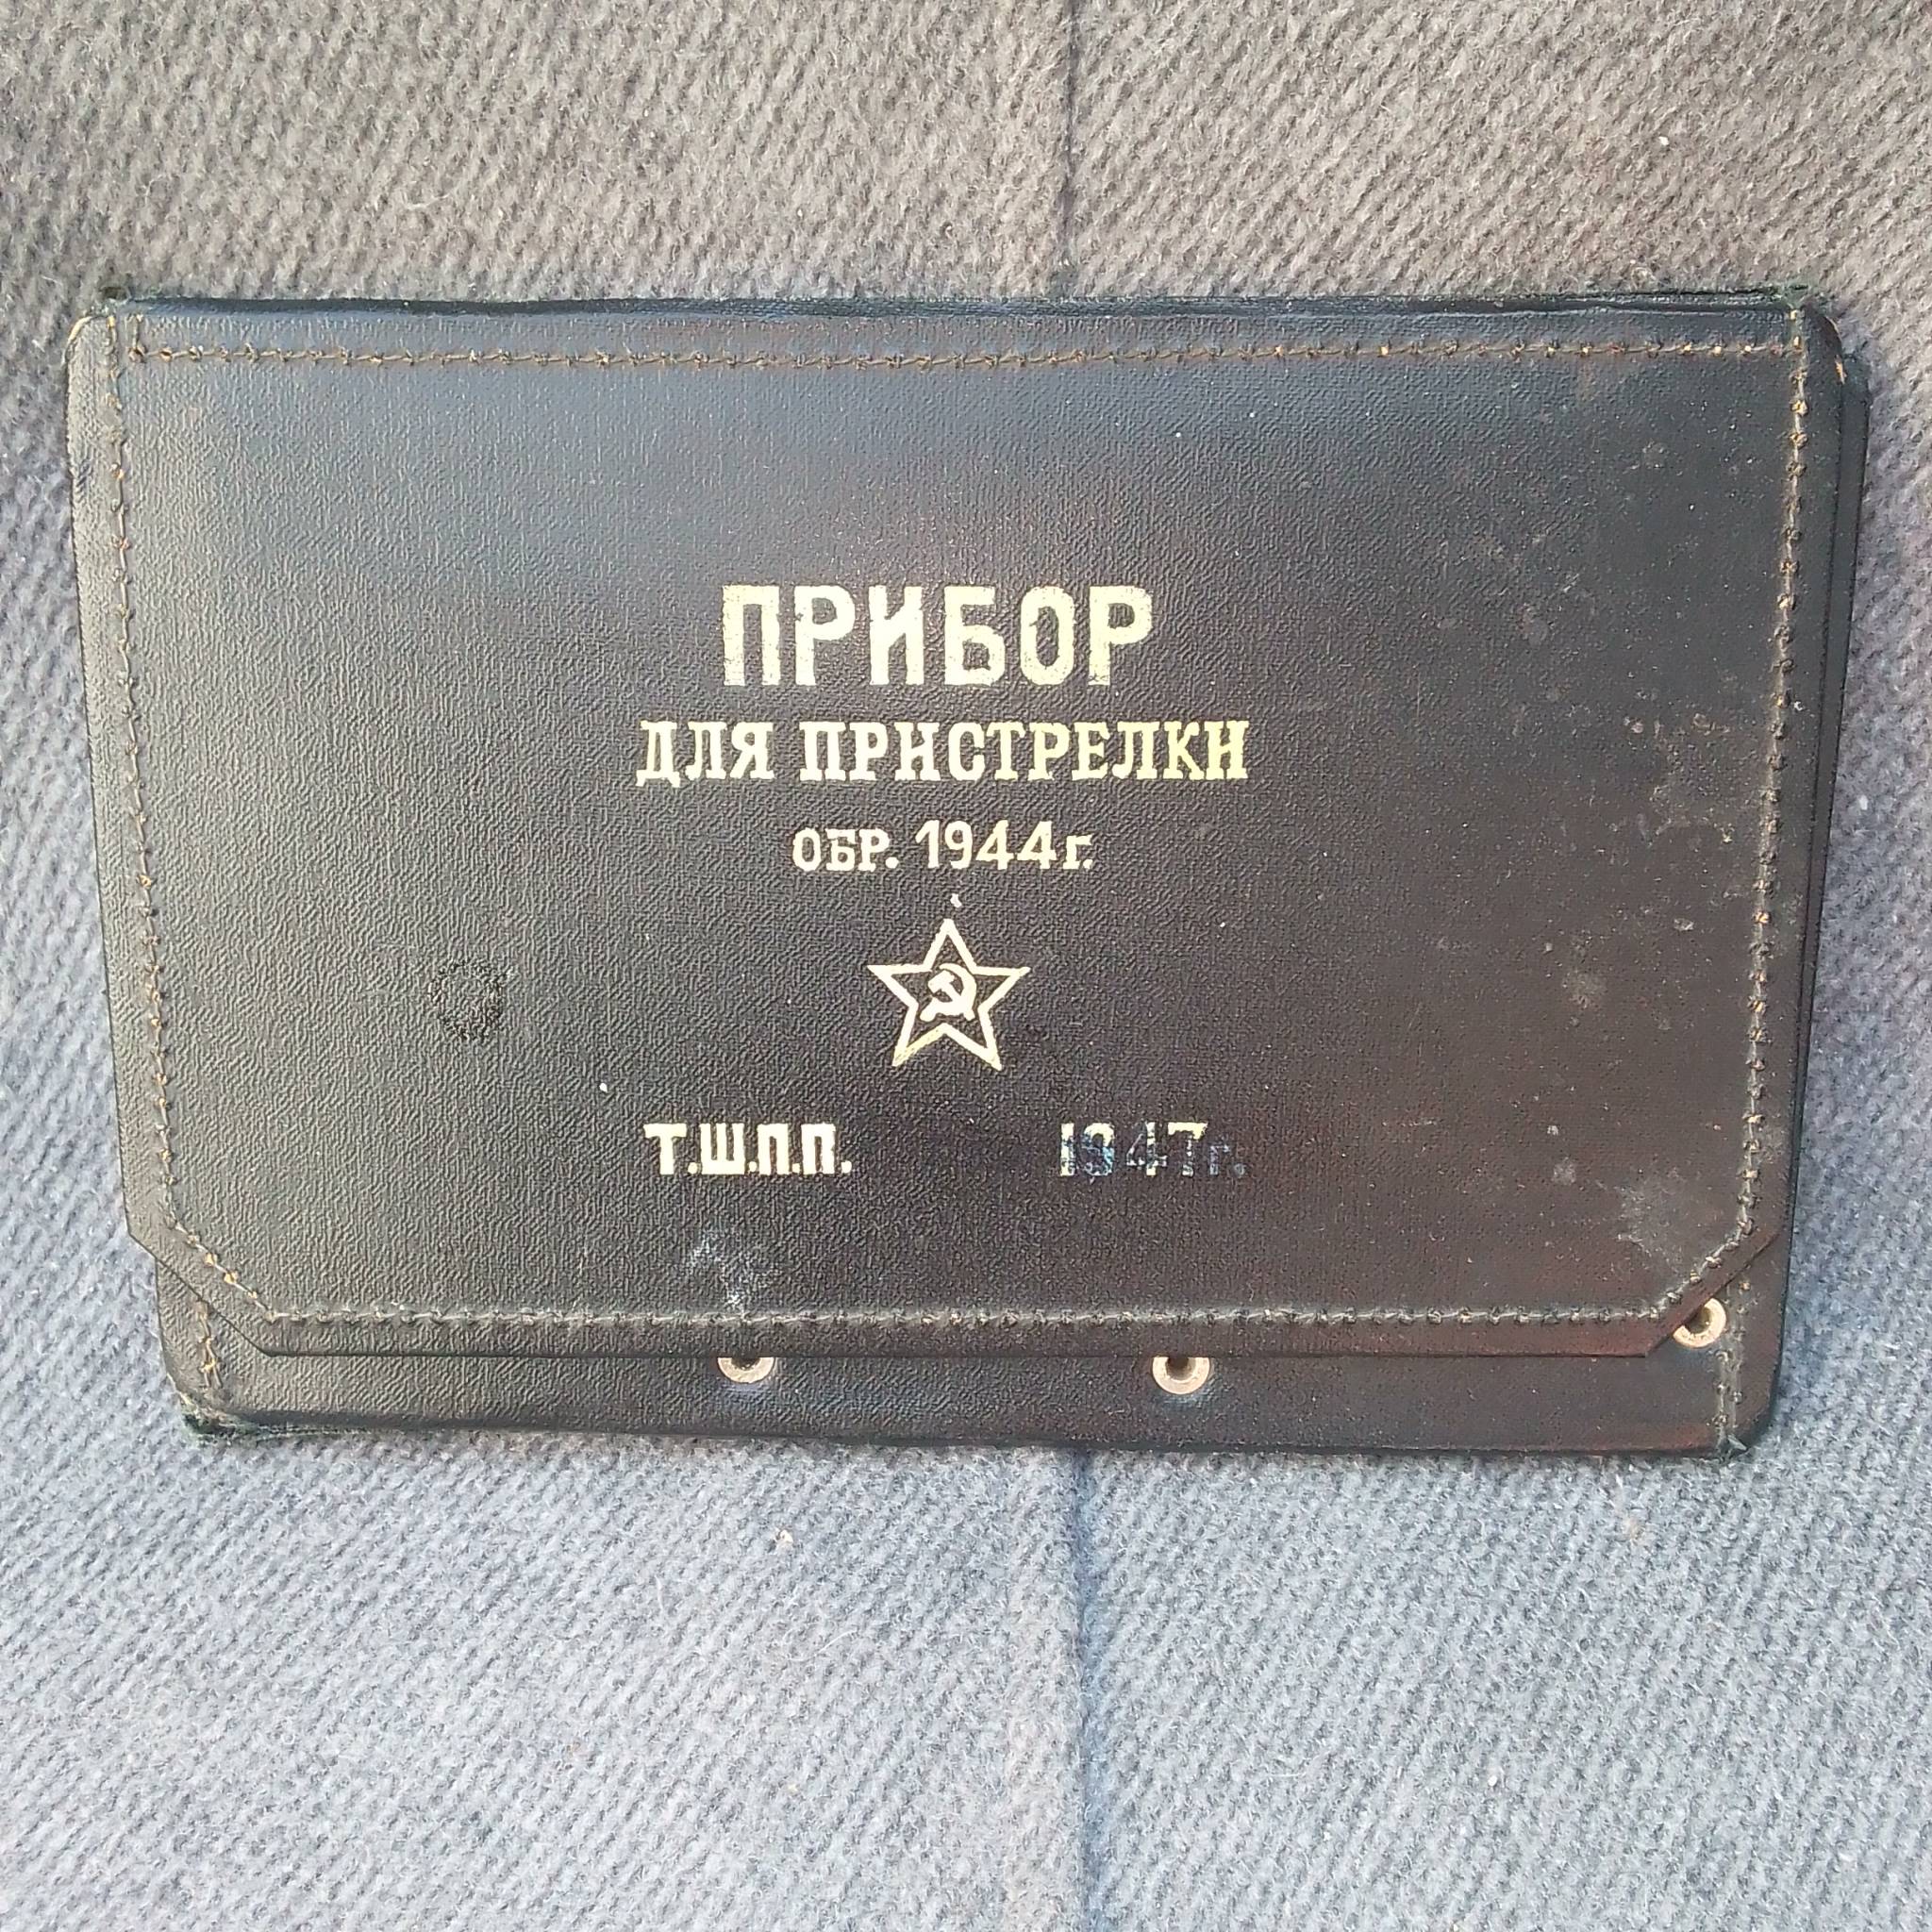 ПРИБОР
ДЛЯ ПРИСТРЕЛКИ
ОБР. 1944г.
Т.Ш.П.П. 1947г.